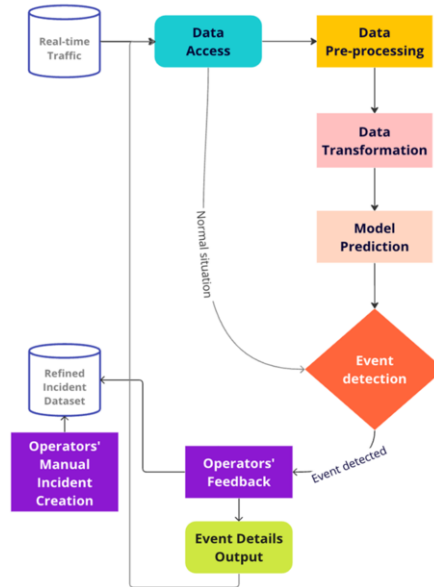 Real-time
Traffic
Data
Access
Data
Pre-processing
Data
Transformation
Normal situation
Model
Prediction
Event
detection
Refined
Incident
Dataset
Operators'
Manual
Incident
Creation
Operators'
Feedback
Event detected
Event Details
Output